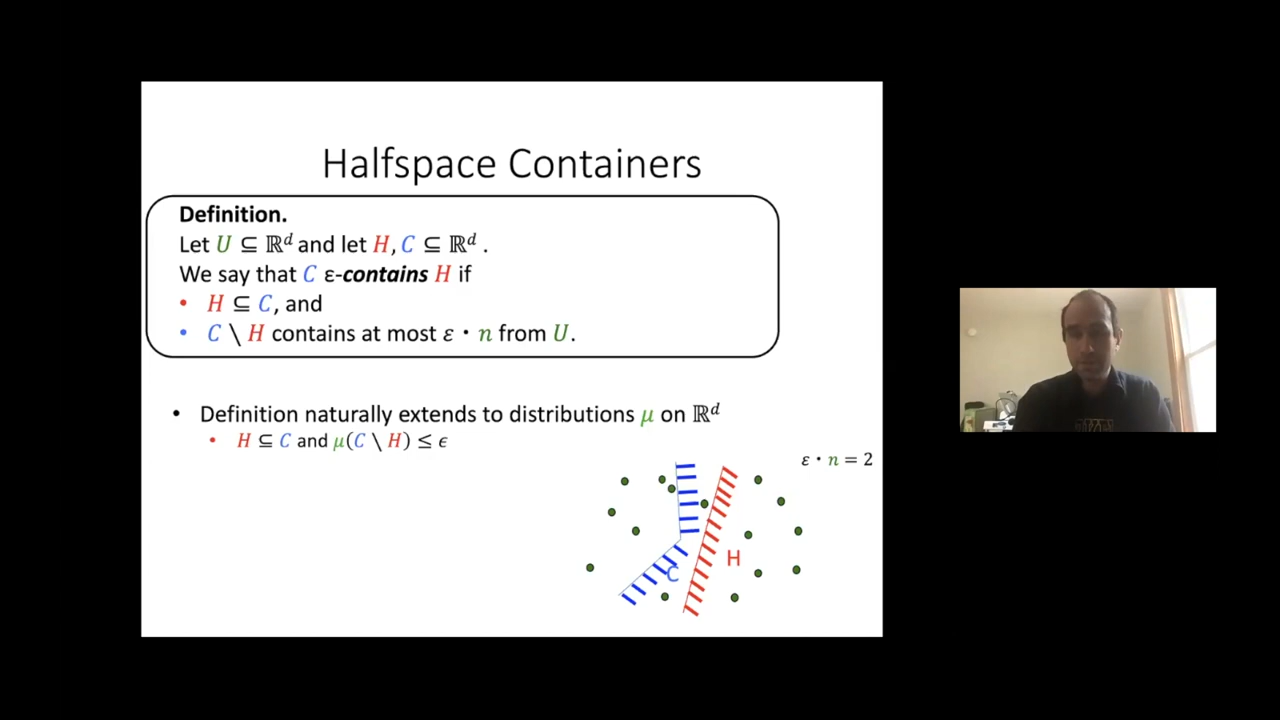 Halfspace Containers
Definition.
Let U ⊆ ℝᵈ and let H, C ⊆ ℝᵈ .
We say that C ε-contains H if
• H ⊆ C, and
• C \ H contains at most ε · n from U.
• Definition naturally extends to distributions μ on ℝᵈ
• H ⊆ C and μ(C \ H) ≤ ϵ
ε · n = 2
H
C